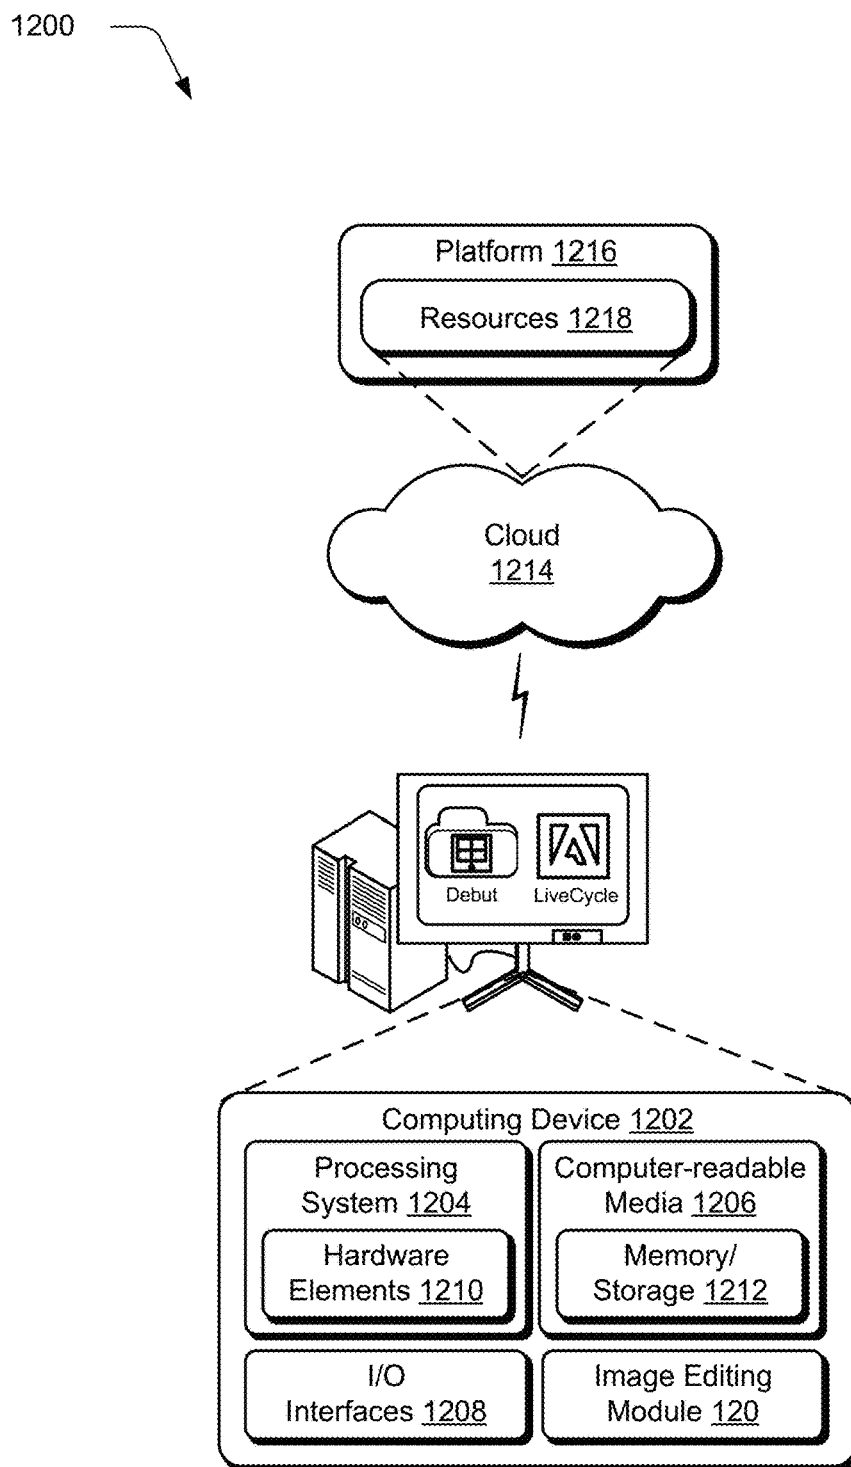 1200
Platform 1216
Resources 1218
Cloud
1214
Debut
LiveCycle
Computing Device 1202
Processing
System 1204
Hardware
Elements 1210
Computer-readable
Media 1206
Memory/
Storage 1212
I/O
Interfaces 1208
Image Editing
Module 120